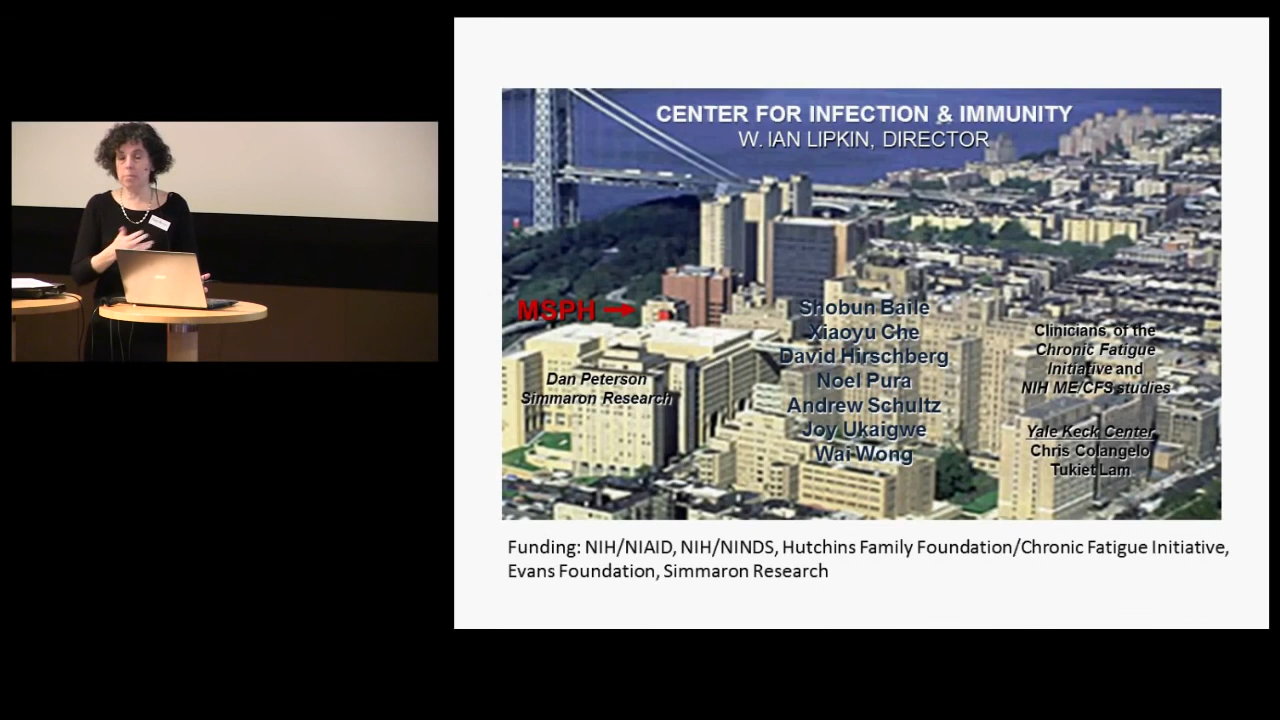 CENTER FOR INFECTION & IMMUNITY
W. IAN LIPKIN, DIRECTOR
MSPH
Dan Peterson
Simmaron Research
Shobun Baile
Xiaoyu Che
David Hirschberg
Noel Pura
Andrew Schultz
Joy Ukaigwe
Wai Wong
Clinicians of the
Chronic Fatigue
Initiative and
NIH ME/CFS studies
Yale Keck Center
Chris Colangelo
Tukiet Lam
Funding: NIH/NIAID, NIH/NINDS, Hutchins Family Foundation/Chronic Fatigue Initiative,
Evans Foundation, Simmaron Research